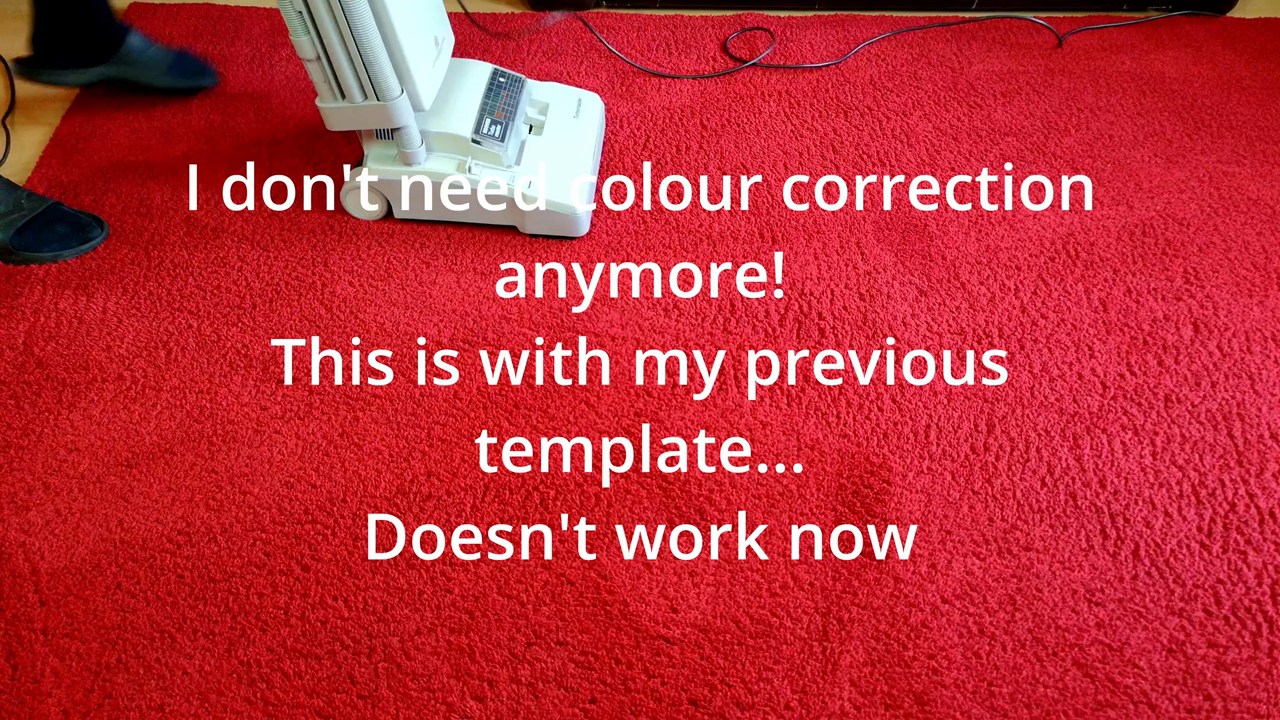 I don't need colour correction
anymore!
This is with my previous
template...
Doesn't work now